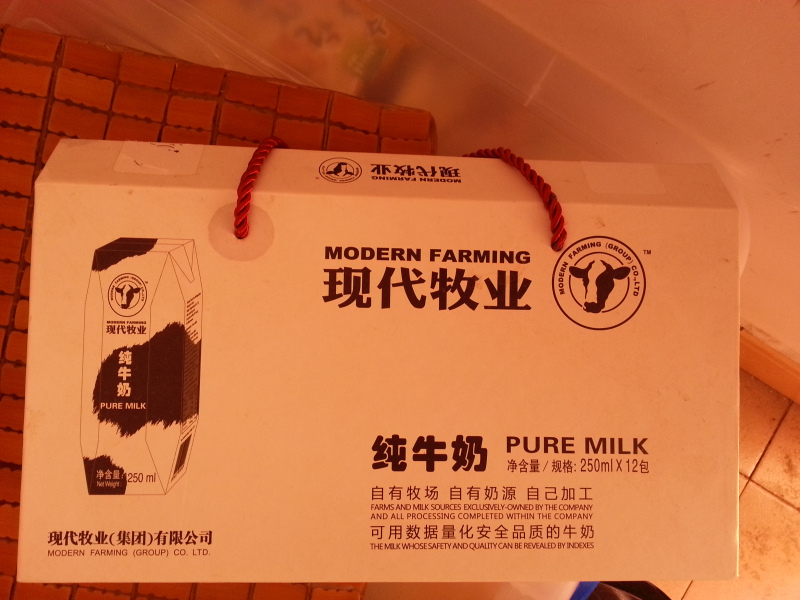 现代牧业
MODERN FARMING
MODERN FARMING
现代牧业
MODERN FARMING (GROUP) CO.,LTD
TM
MODERN FARMING
现代牧业
纯牛奶
PURE MILK
净含量:
Net Weight:
250 ml
纯牛奶 PURE MILK
净含量 / 规格: 250ml X 12包
自有牧场 自有奶源 自己加工
FARMS AND MILK SOURCES EXCLUSIVELY-OWNED BY THE COMPANY
AND ALL PROCESSING COMPLETED WITHIN THE COMPANY
可用数据量化安全品质的牛奶
THE MILK WHOSE SAFETY AND QUALITY CAN BE REVEALED BY INDEXES
现代牧业(集团)有限公司
MODERN FARMING (GROUP) CO. LTD.